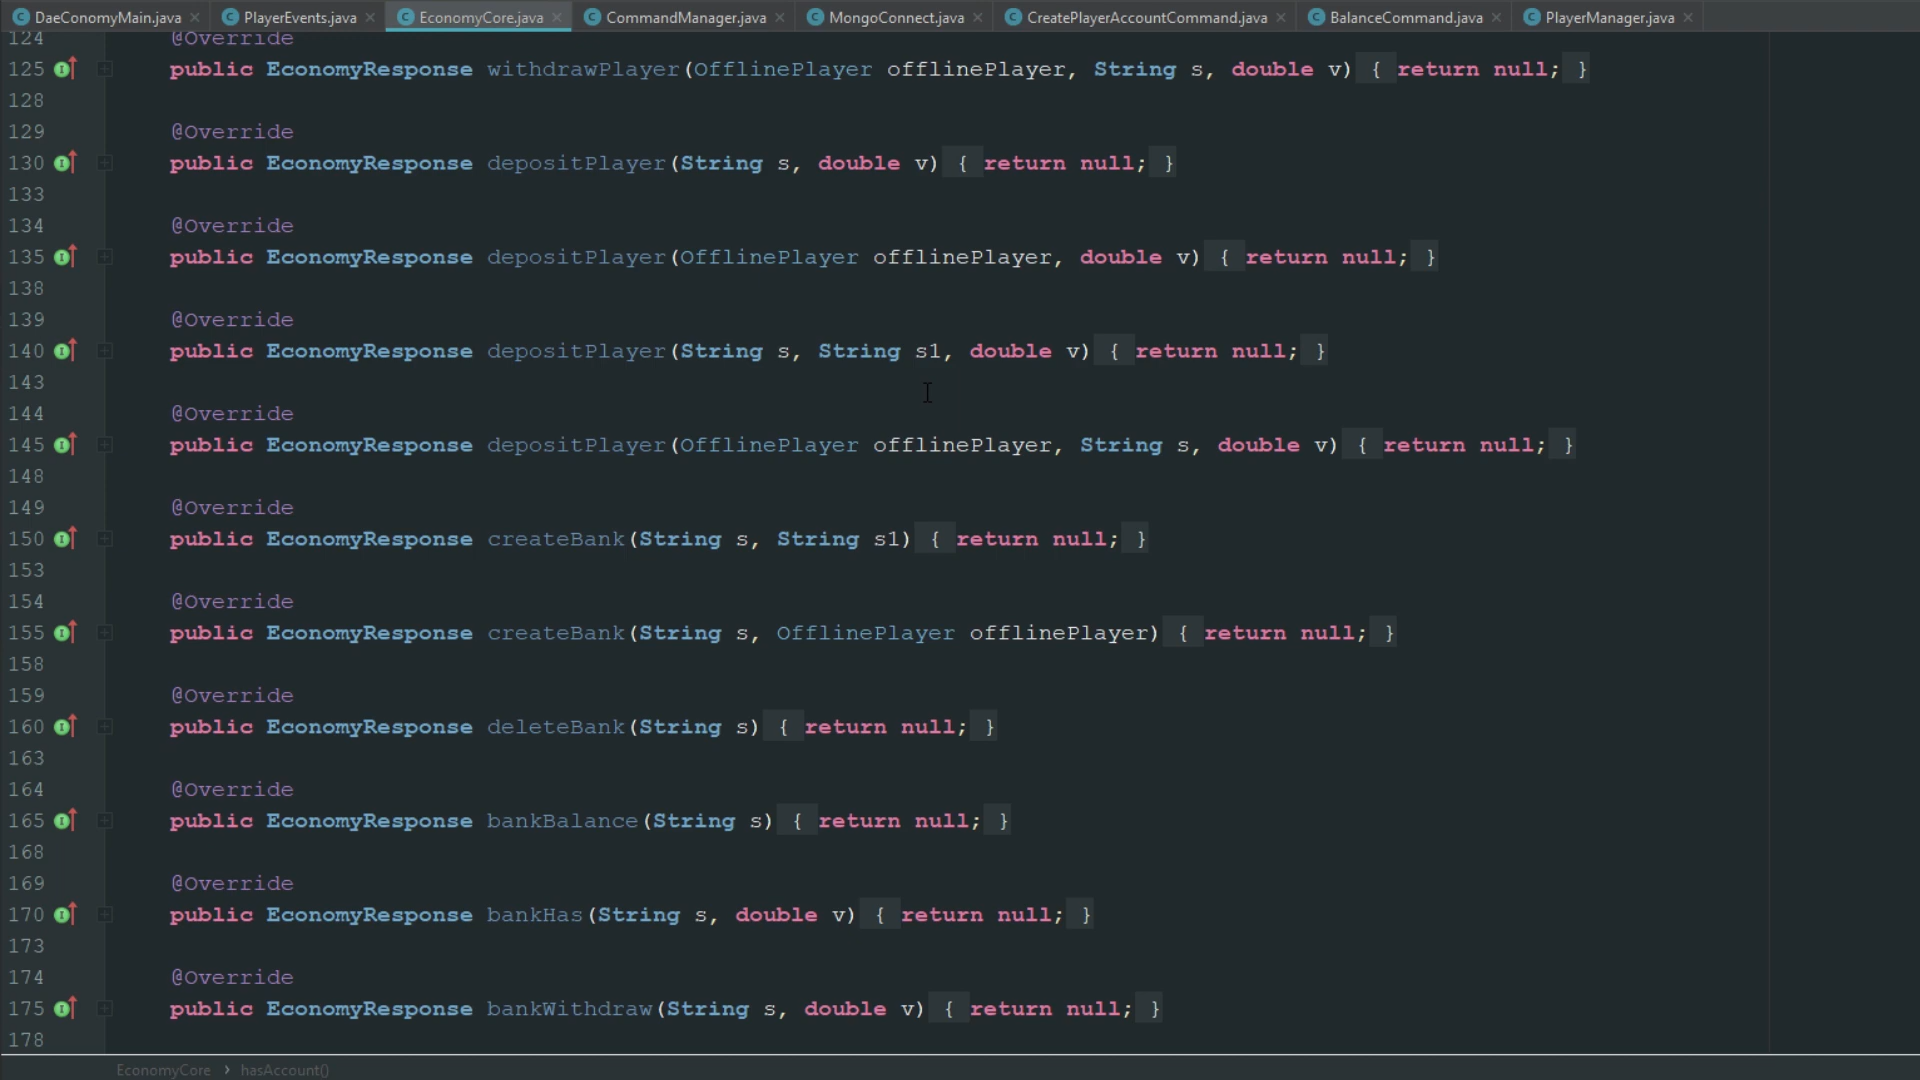 DaeConomyMain.java PlayerEvents.java EconomyCore.java CommandManager.java MongoConnect.java CreatePlayerAccountCommand.java BalanceCommand.java PlayerManager.java
124 @Override
125 public EconomyResponse withdrawPlayer(OfflinePlayer offlinePlayer, String s, double v) { return null; }
128
129 @Override
130 public EconomyResponse depositPlayer(String s, double v) { return null; }
133
134 @Override
135 public EconomyResponse depositPlayer(OfflinePlayer offlinePlayer, double v) { return null; }
138
139 @Override
140 public EconomyResponse depositPlayer(String s, String s1, double v) { return null; }
143
144 @Override
145 public EconomyResponse depositPlayer(OfflinePlayer offlinePlayer, String s, double v) { return null; }
148
149 @Override
150 public EconomyResponse createBank(String s, String s1) { return null; }
153
154 @Override
155 public EconomyResponse createBank(String s, OfflinePlayer offlinePlayer) { return null; }
158
159 @Override
160 public EconomyResponse deleteBank(String s) { return null; }
163
164 @Override
165 public EconomyResponse bankBalance(String s) { return null; }
168
169 @Override
170 public EconomyResponse bankHas(String s, double v) { return null; }
173
174 @Override
175 public EconomyResponse bankWithdraw(String s, double v) { return null; }
178
EconomyCore › hasAccount()